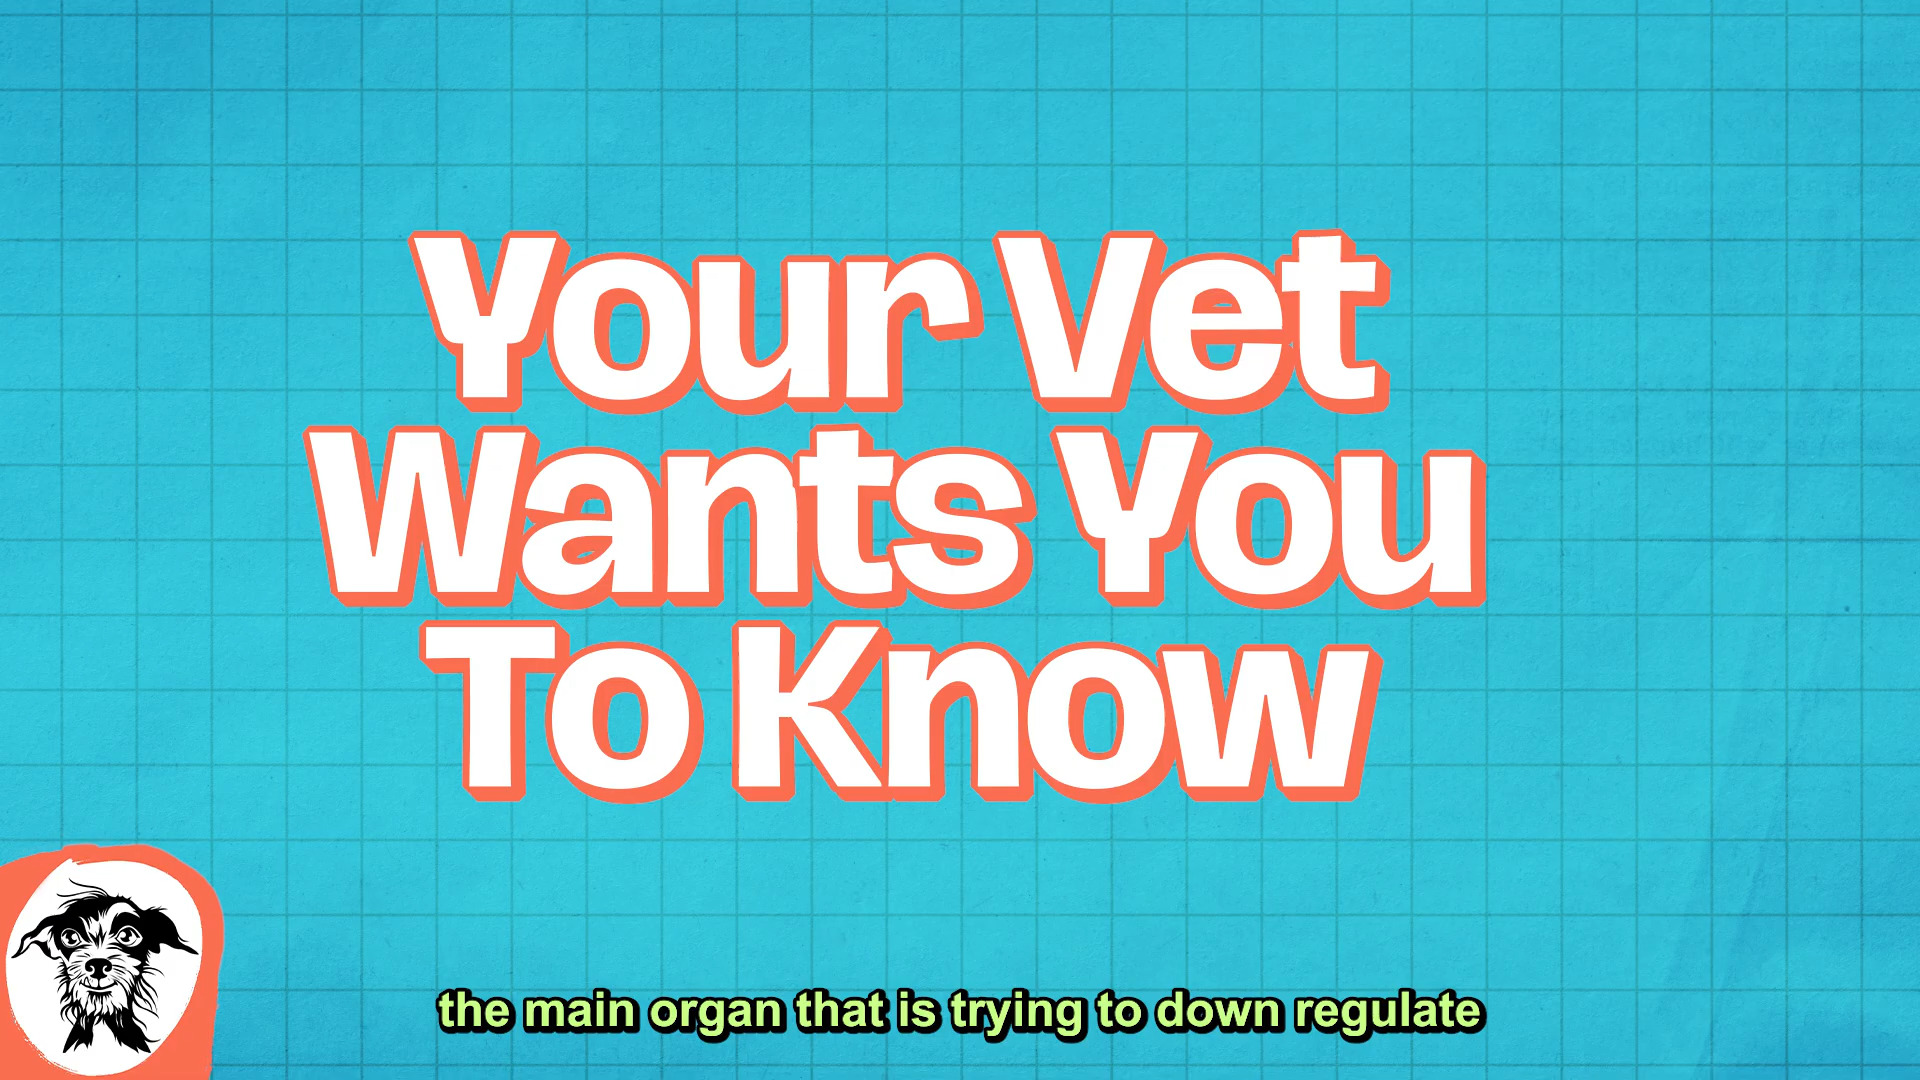 Your Vet
Wants You
To Know
the main organ that is trying to down regulate